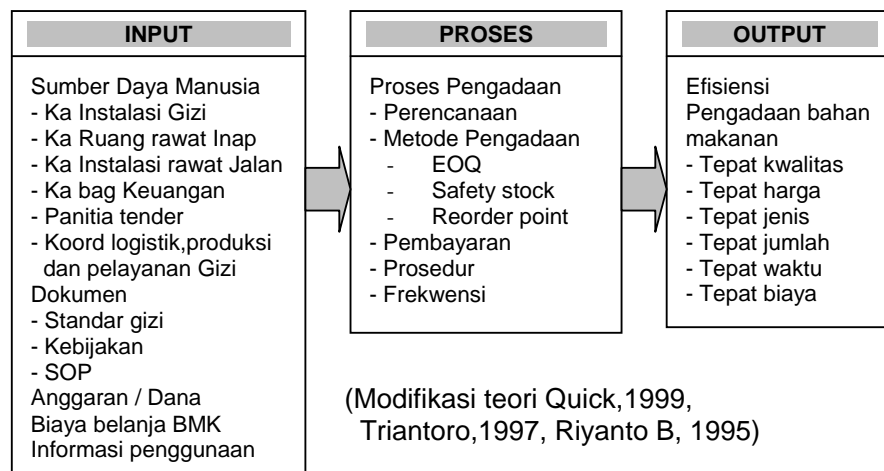 INPUT
Sumber Daya Manusia
- Ka Instalasi Gizi
- Ka Ruang rawat Inap
- Ka Instalasi rawat Jalan
- Ka bag Keuangan
- Panitia tender
- Koord logistik,produksi
dan pelayanan Gizi
Dokumen
- Standar gizi
- Kebijakan
- SOP
Anggaran / Dana
Biaya belanja BMK
Informasi penggunaan
PROSES
Proses Pengadaan
- Perencanaan
- Metode Pengadaan
- EOQ
- Safety stock
- Reorder point
- Pembayaran
- Prosedur
- Frekwensi
OUTPUT
Efisiensi
Pengadaan bahan
makanan
- Tepat kwalitas
- Tepat harga
- Tepat jenis
- Tepat jumlah
- Tepat waktu
- Tepat biaya
(Modifikasi teori Quick,1999,
Triantoro,1997, Riyanto B, 1995)